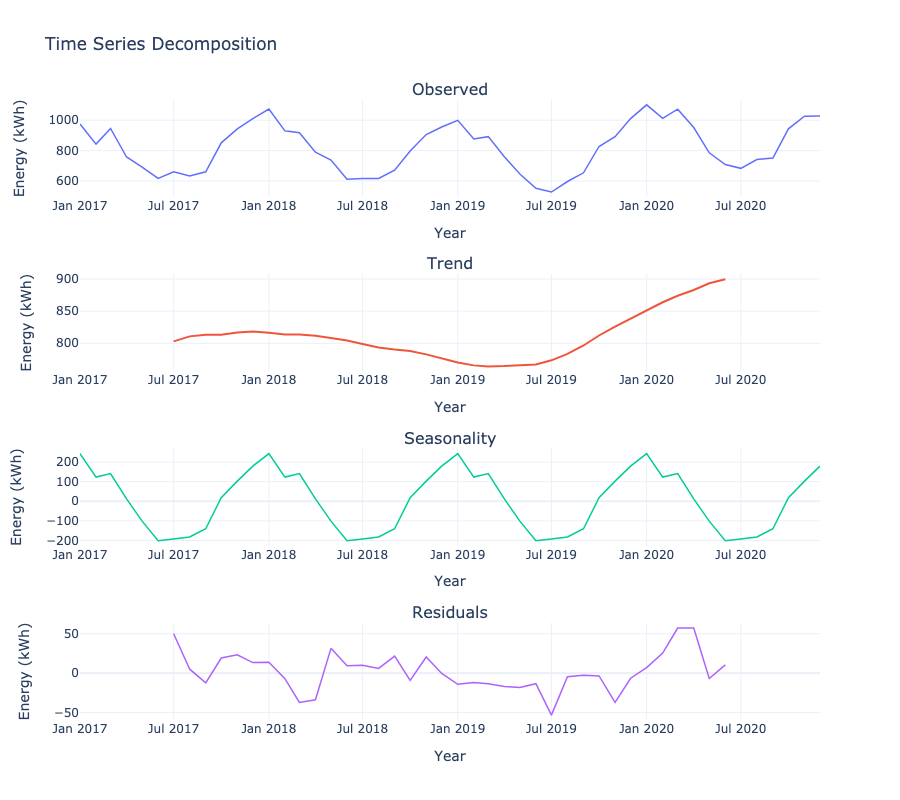 Time Series Decomposition
Observed
Energy (kWh)
1000
800
600
Jan 2017 Jul 2017 Jan 2018 Jul 2018 Jan 2019 Jul 2019 Jan 2020 Jul 2020
Year
Trend
Energy (kWh)
900
850
800
Jan 2017 Jul 2017 Jan 2018 Jul 2018 Jan 2019 Jul 2019 Jan 2020 Jul 2020
Year
Seasonality
Energy (kWh)
200
100
0
−100
−200
Jan 2017 Jul 2017 Jan 2018 Jul 2018 Jan 2019 Jul 2019 Jan 2020 Jul 2020
Year
Residuals
Energy (kWh)
50
0
−50
Jan 2017 Jul 2017 Jan 2018 Jul 2018 Jan 2019 Jul 2019 Jan 2020 Jul 2020
Year